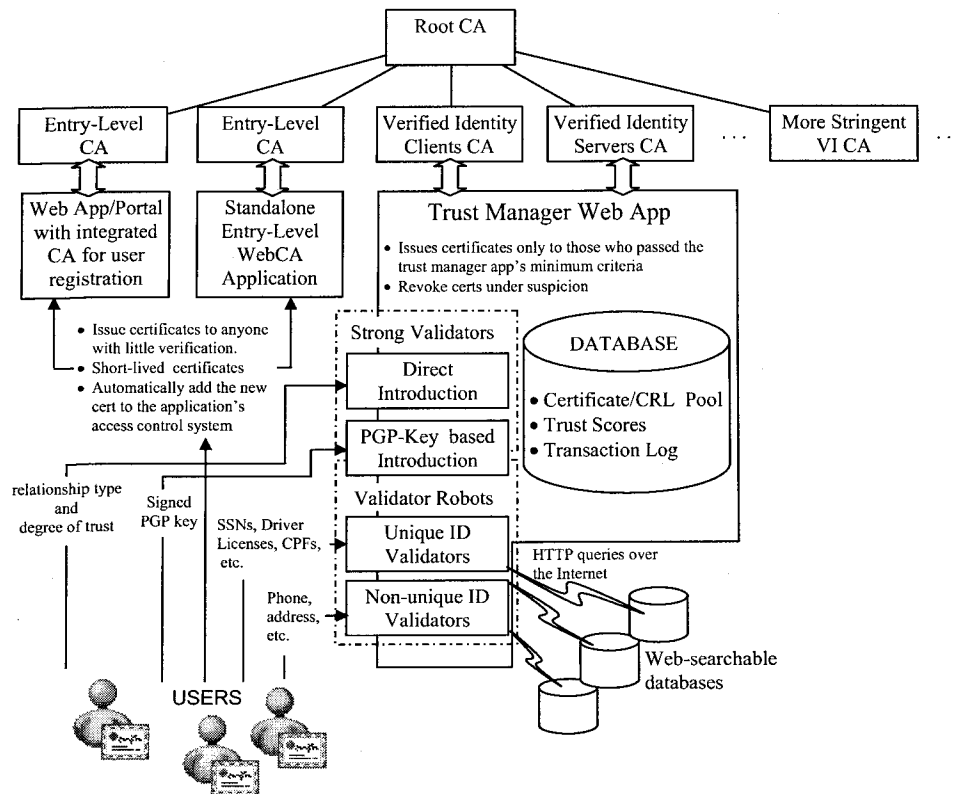 Root CA
Entry-Level
CA
Entry-Level
CA
Verified Identity
Clients CA
Verified Identity
Servers CA
. . .
More Stringent
VI CA
. .
Web App/Portal
with integrated
CA for user
registration
Standalone
Entry-Level
WebCA
Application
Trust Manager Web App
• Issues certificates only to those who passed the
trust manager app's minimum criteria
• Revoke certs under suspicion
• Issue certificates to anyone
with little verification.
• Short-lived certificates
• Automatically add the new
cert to the application's
access control system
Strong Validators
Direct
Introduction
PGP-Key based
Introduction
Validator Robots
Unique ID
Validators
Non-unique ID
Validators
DATABASE
• Certificate/CRL Pool
• Trust Scores
• Transaction Log
relationship type
and
degree of trust
Signed
PGP key
SSNs, Driver
Licenses, CPFs,
etc.
Phone,
address,
etc.
HTTP queries over
the Internet
Web-searchable
databases
USERS